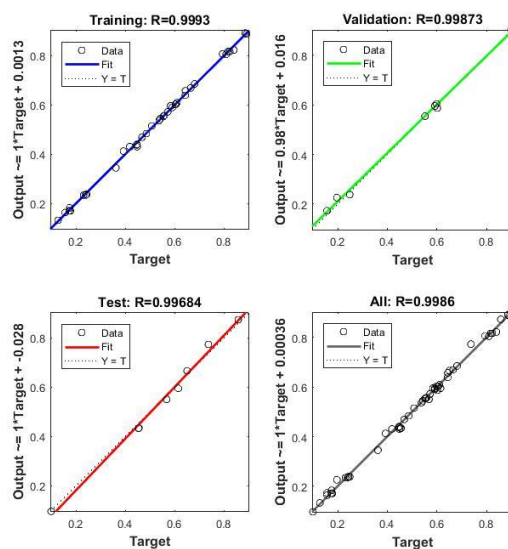 Training: R=0.9993
Output ~= 1*Target + 0.0013
0.8
0.6
0.4
0.2
Data
Fit
Y = T
0.2 0.4 0.6 0.8
Target
Validation: R=0.99873
Output ~= 0.98*Target + 0.016
0.8
0.6
0.4
0.2
Data
Fit
Y = T
0.2 0.4 0.6 0.8
Target
Test: R=0.99684
Output ~= 1*Target + -0.028
0.8
0.6
0.4
0.2
Data
Fit
Y = T
0.2 0.4 0.6 0.8
Target
All: R=0.9986
Output ~= 1*Target + 0.00036
0.8
0.6
0.4
0.2
Data
Fit
Y = T
0.2 0.4 0.6 0.8
Target